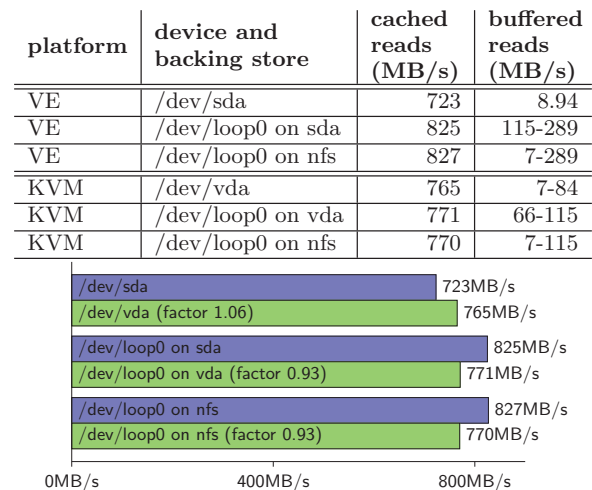 platform device and backing store cached reads (MB/s) buffered reads (MB/s)
VE /dev/sda 723 8.94
VE /dev/loop0 on sda 825 115-289
VE /dev/loop0 on nfs 827 7-289
KVM /dev/vda 765 7-84
KVM /dev/loop0 on vda 771 66-115
KVM /dev/loop0 on nfs 770 7-115
/dev/sda 723MB/s
/dev/vda (factor 1.06) 765MB/s
/dev/loop0 on sda 825MB/s
/dev/loop0 on vda (factor 0.93) 771MB/s
/dev/loop0 on nfs 827MB/s
/dev/loop0 on nfs (factor 0.93) 770MB/s
0MB/s 400MB/s 800MB/s